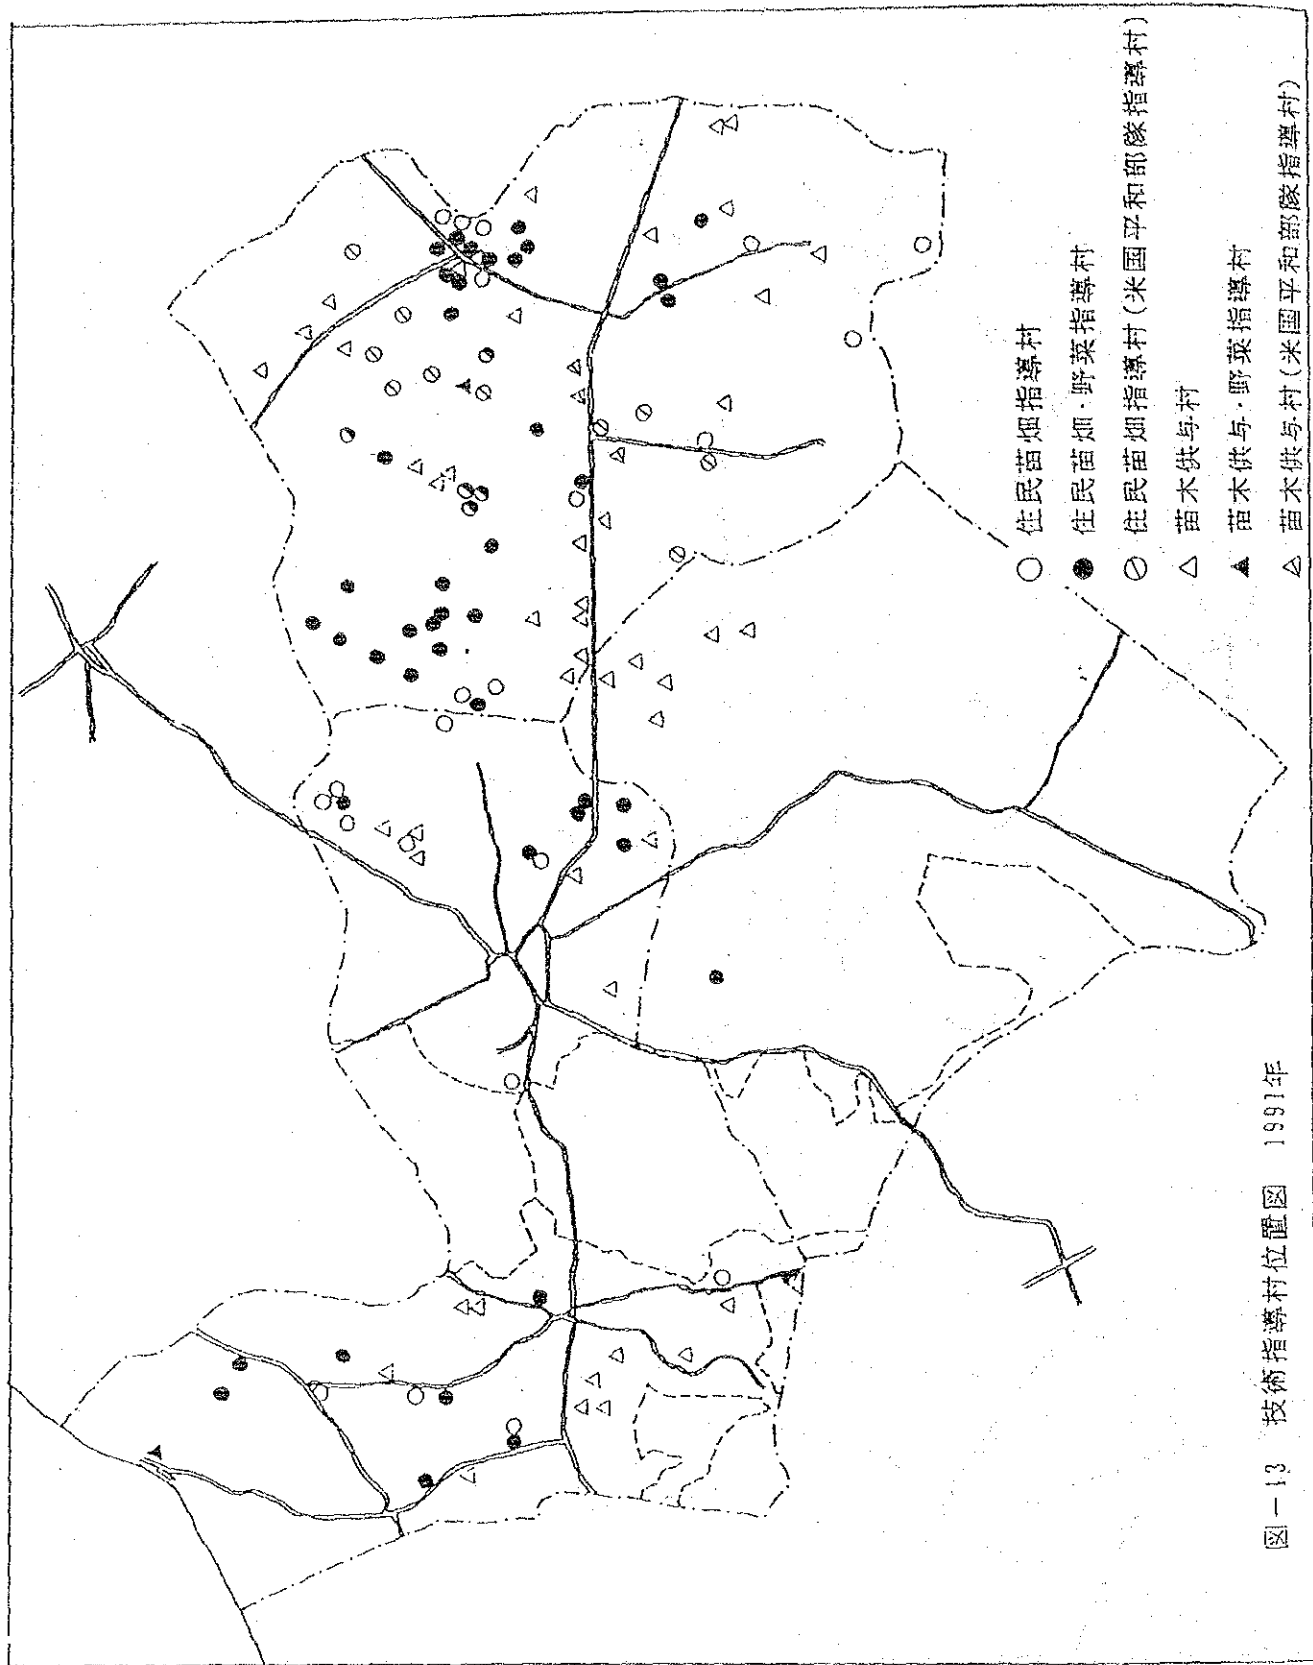 ○ 住民苗畑指導村
● 住民苗畑・野菜指導村
⊘ 住民苗畑指導村(米国平和部隊指導村)
△ 苗木供与村
▲ 苗木供与・野菜指導村
△ 苗木供与村(米国平和部隊指導村)
図-13 技術指導村位置図 1991年